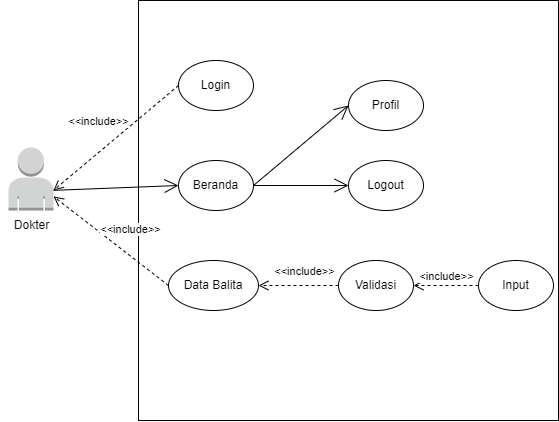 Login
Profil
<<include>>
Beranda
Logout
Dokter
<<include>>
Data Balita
<<include>>
Validasi
<include>>
Input